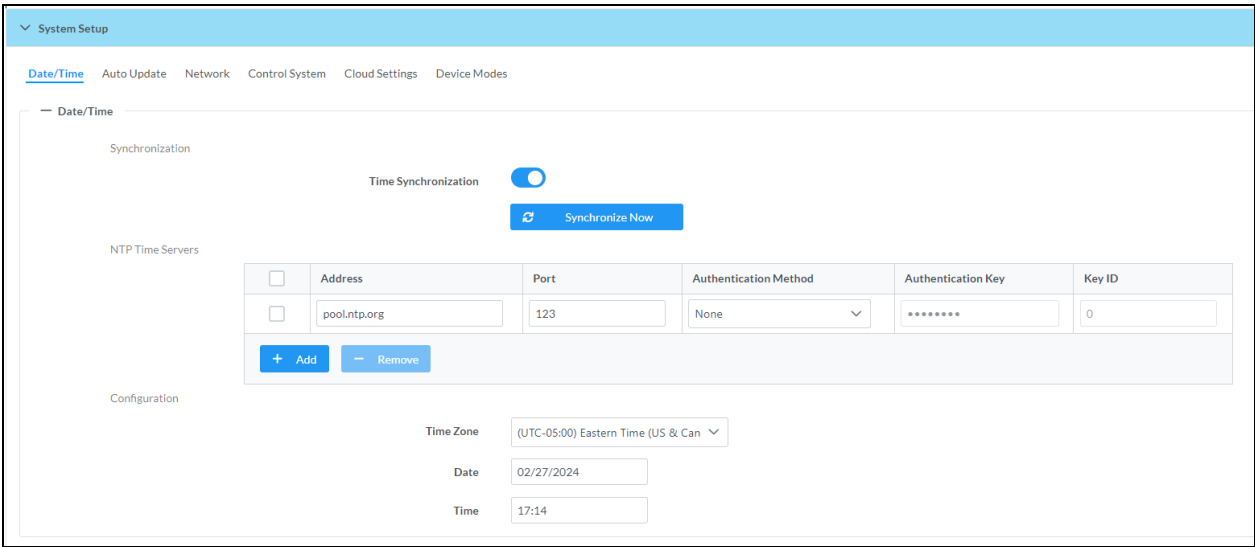 System Setup
Date/Time Auto Update Network Control System Cloud Settings Device Modes
Date/Time
Synchronization
Time Synchronization
Synchronize Now
NTP Time Servers
Address Port Authentication Method Authentication Key Key ID
pool.ntp.org 123 None •••••••• 0
+ Add − Remove
Configuration
Time Zone (UTC-05:00) Eastern Time (US & Can
Date 02/27/2024
Time 17:14